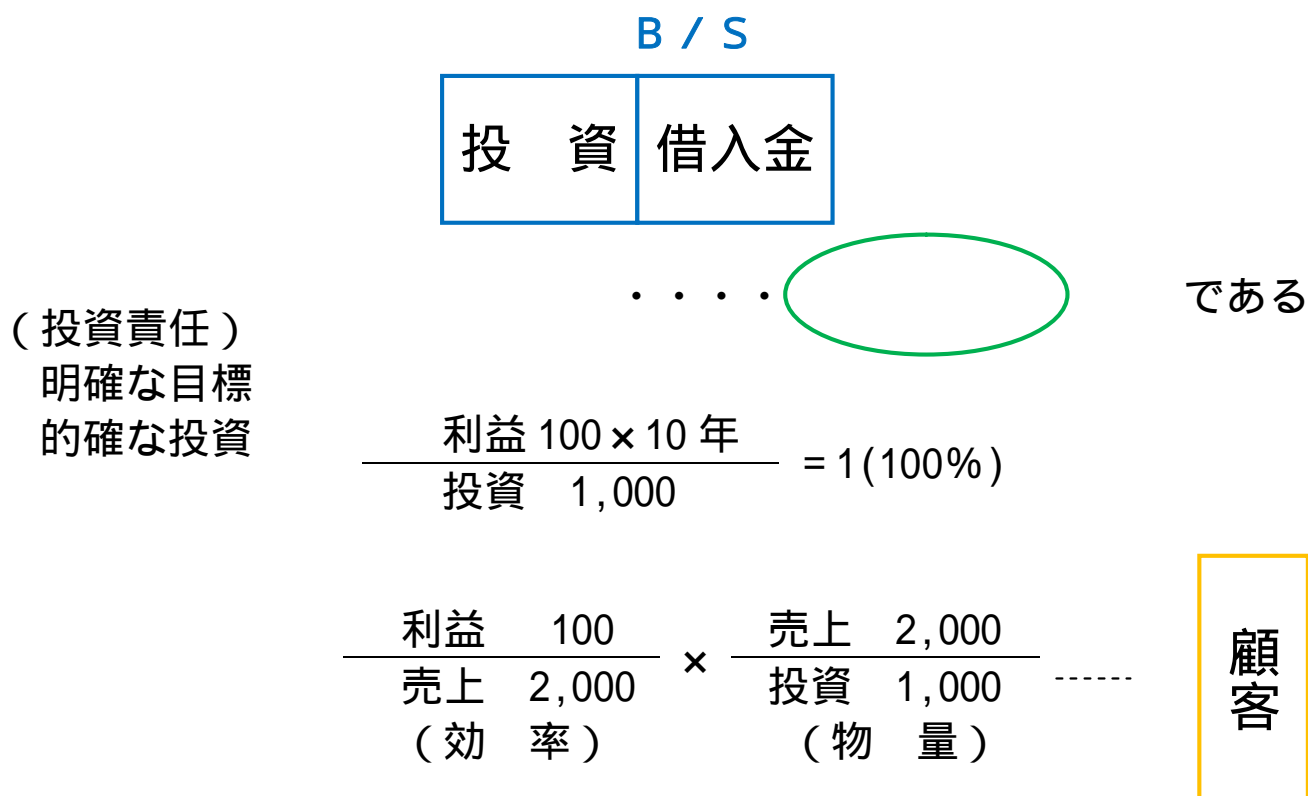 B / S
投　資 借入金
・・・・ である
(投資責任)
明確な目標
的確な投資
利益 100 × 10 年
投資　1,000
= 1(100%)
利益　100
売上　2,000
(効　率)
×
売上　2,000
投資　1,000
(物　量)
------
顧客